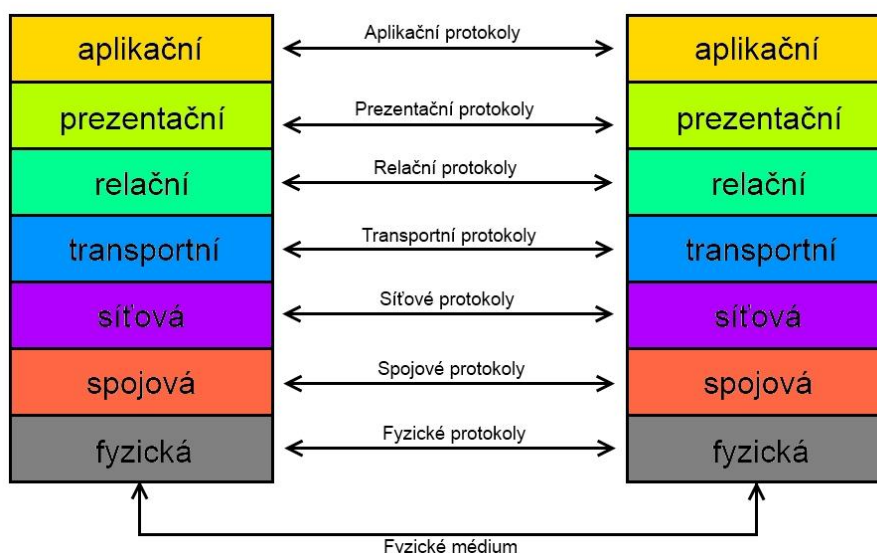 aplikační
Aplikační protokoly
aplikační
prezentační
Prezentační protokoly
prezentační
relační
Relační protokoly
relační
transportní
Transportní protokoly
transportní
síťová
Síťové protokoly
síťová
spojová
Spojové protokoly
spojová
fyzická
Fyzické protokoly
fyzická
Fyzické médium